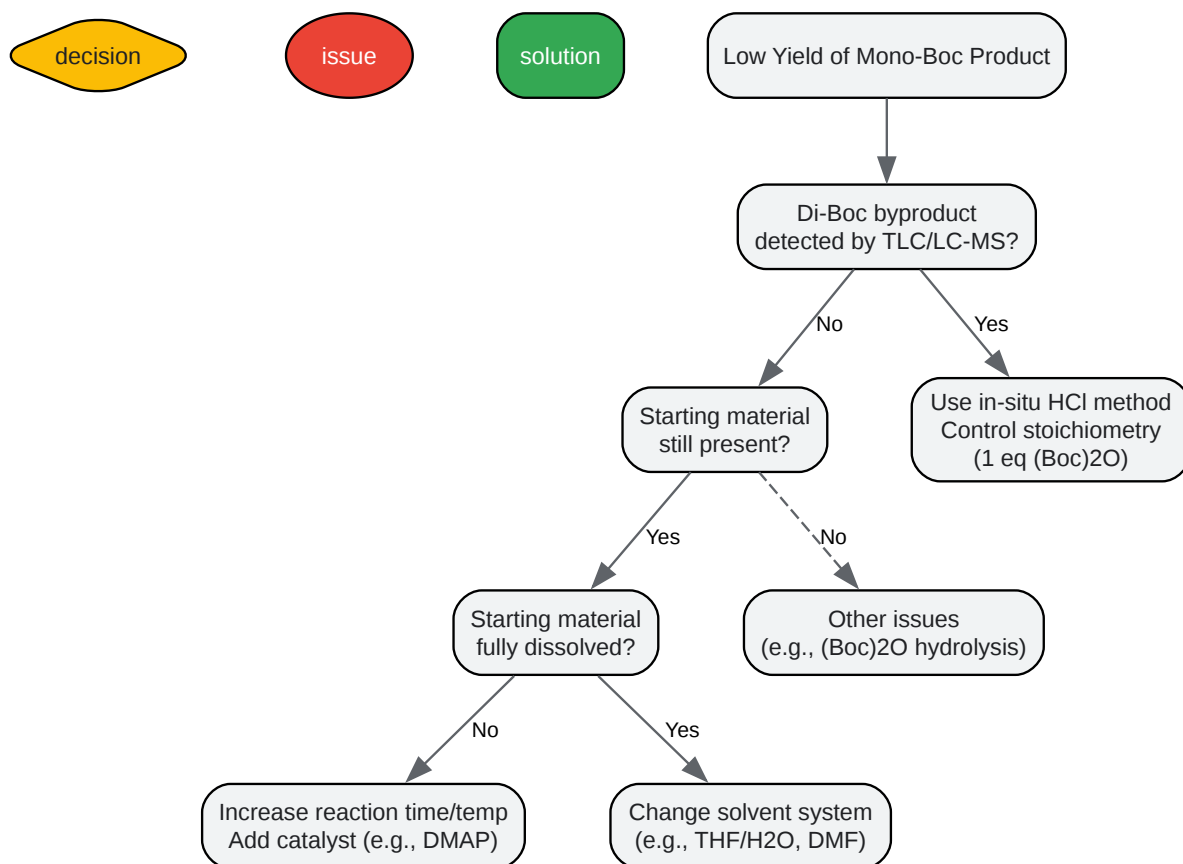 decision
issue
solution
Low Yield of Mono-Boc Product
Di-Boc byproduct
detected by TLC/LC-MS?
No
Yes
Starting material
still present?
Use in-situ HCl method
Control stoichiometry
(1 eq (Boc)2O)
Yes
No
Starting material
fully dissolved?
Other issues
(e.g., (Boc)2O hydrolysis)
No
Yes
Increase reaction time/temp
Add catalyst (e.g., DMAP)
Change solvent system
(e.g., THF/H2O, DMF)